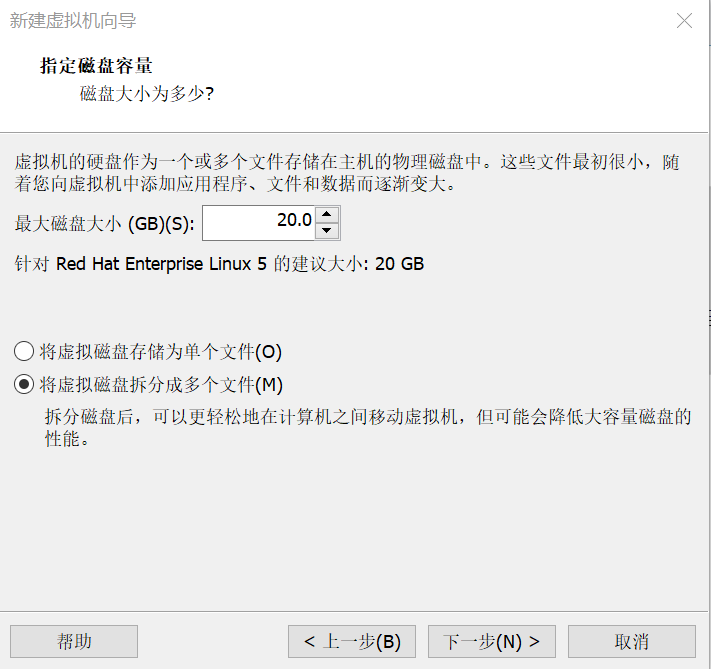 新建虚拟机向导
指定磁盘容量
磁盘大小为多少?
虚拟机的硬盘作为一个或多个文件存储在主机的物理磁盘中。这些文件最初很小，随
着您向虚拟机中添加应用程序、文件和数据而逐渐变大。
最大磁盘大小 (GB)(S): 20.0
针对 Red Hat Enterprise Linux 5 的建议大小: 20 GB
将虚拟磁盘存储为单个文件(O)
将虚拟磁盘拆分成多个文件(M)
拆分磁盘后，可以更轻松地在计算机之间移动虚拟机，但可能会降低大容量磁盘的
性能。
帮助 < 上一步(B) 下一步(N) > 取消